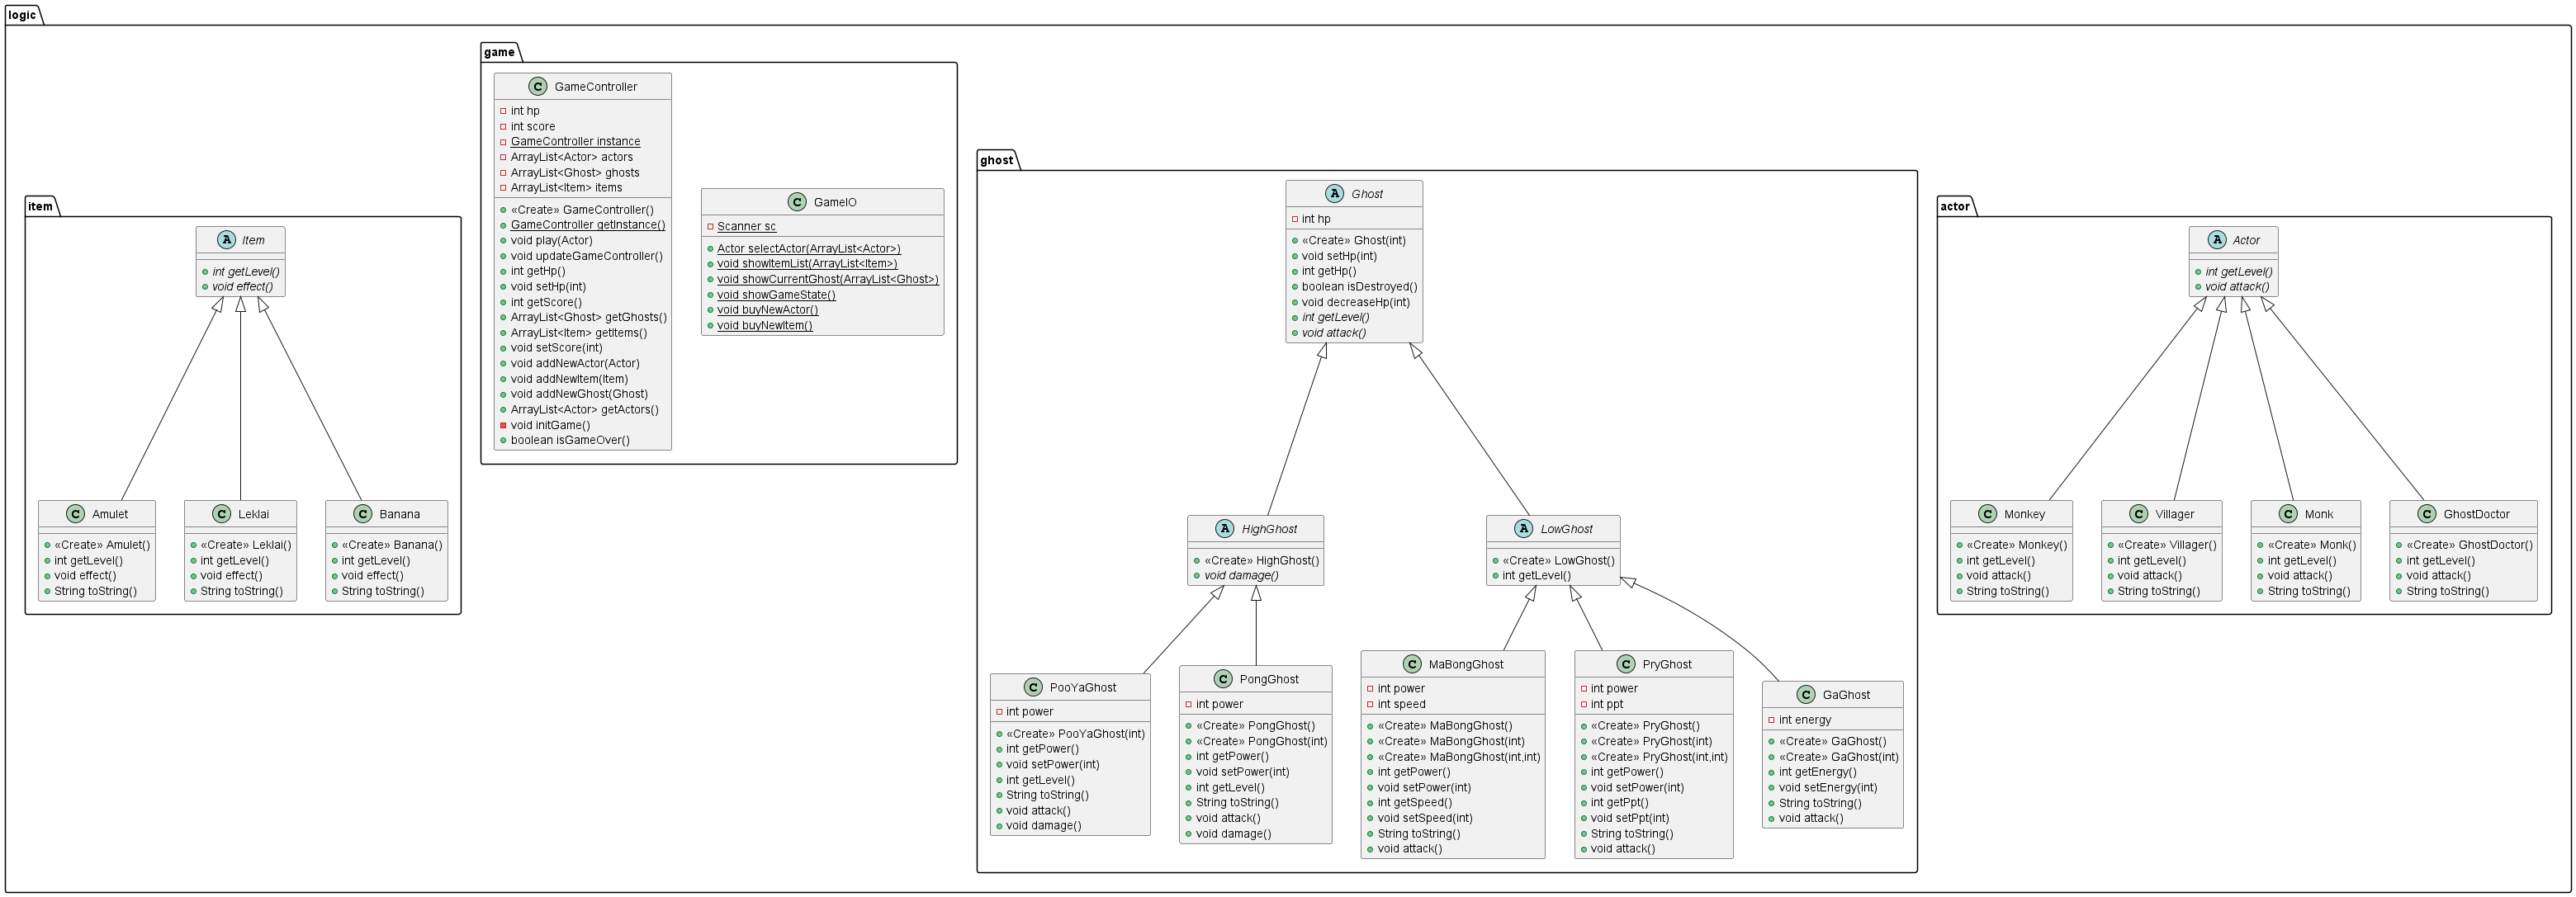 logic
item
A Item
int getLevel()
void effect()
C Amulet
«Create» Amulet()
int getLevel()
void effect()
String toString()
C Leklai
«Create» Leklai()
int getLevel()
void effect()
String toString()
C Banana
«Create» Banana()
int getLevel()
void effect()
String toString()
game
C GameController
int hp
int score
GameController instance
ArrayList<Actor> actors
ArrayList<Ghost> ghosts
ArrayList<Item> items
«Create» GameController()
GameController getInstance()
void play(Actor)
void updateGameController()
int getHp()
void setHp(int)
int getScore()
ArrayList<Ghost> getGhosts()
ArrayList<Item> getItems()
void setScore(int)
void addNewActor(Actor)
void addNewItem(Item)
void addNewGhost(Ghost)
ArrayList<Actor> getActors()
void initGame()
boolean isGameOver()
C GameIO
Scanner sc
Actor selectActor(ArrayList<Actor>)
void showItemList(ArrayList<Item>)
void showCurrentGhost(ArrayList<Ghost>)
void showGameState()
void buyNewActor()
void buyNewItem()
ghost
A Ghost
int hp
«Create» Ghost(int)
void setHp(int)
int getHp()
boolean isDestroyed()
void decreaseHp(int)
int getLevel()
void attack()
A HighGhost
«Create» HighGhost()
void damage()
A LowGhost
«Create» LowGhost()
int getLevel()
C PooYaGhost
int power
«Create» PooYaGhost(int)
int getPower()
void setPower(int)
int getLevel()
String toString()
void attack()
void damage()
C PongGhost
int power
«Create» PongGhost()
«Create» PongGhost(int)
int getPower()
void setPower(int)
int getLevel()
String toString()
void attack()
void damage()
C MaBongGhost
int power
int speed
«Create» MaBongGhost()
«Create» MaBongGhost(int)
«Create» MaBongGhost(int,int)
int getPower()
void setPower(int)
int getSpeed()
void setSpeed(int)
String toString()
void attack()
C PryGhost
int power
int ppt
«Create» PryGhost()
«Create» PryGhost(int)
«Create» PryGhost(int,int)
int getPower()
void setPower(int)
int getPpt()
void setPpt(int)
String toString()
void attack()
C GaGhost
int energy
«Create» GaGhost()
«Create» GaGhost(int)
int getEnergy()
void setEnergy(int)
String toString()
void attack()
actor
A Actor
int getLevel()
void attack()
C Monkey
«Create» Monkey()
int getLevel()
void attack()
String toString()
C Villager
«Create» Villager()
int getLevel()
void attack()
String toString()
C Monk
«Create» Monk()
int getLevel()
void attack()
String toString()
C GhostDoctor
«Create» GhostDoctor()
int getLevel()
void attack()
String toString()